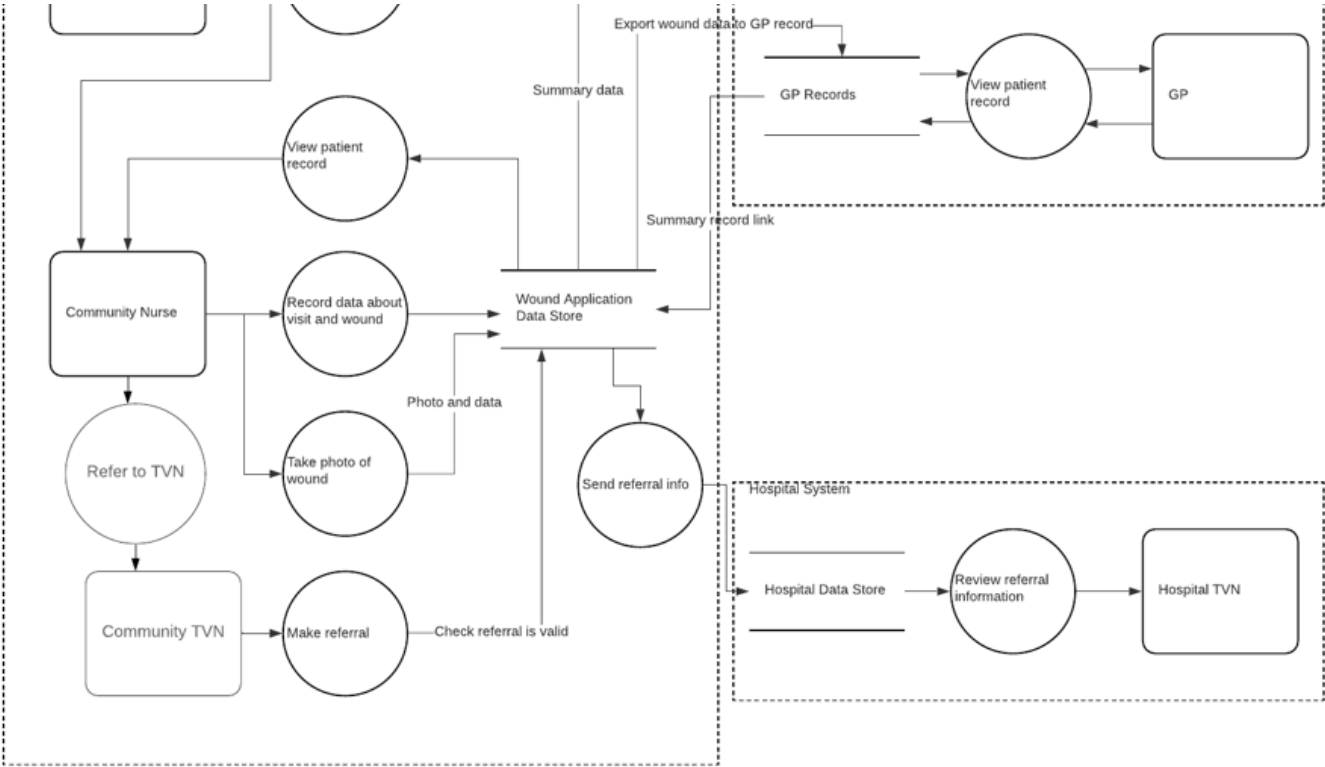 Export wound data to GP record
Summary data
View patient
record
GP Records
GP
View patient
record
Summary record link
Community Nurse
Record data about
visit and wound
Wound Application
Data Store
Photo and data
Refer to TVN
Take photo of
wound
Send referral info
Hospital System
Hospital Data Store
Review referral
information
Hospital TVN
Community TVN
Make referral
Check referral is valid